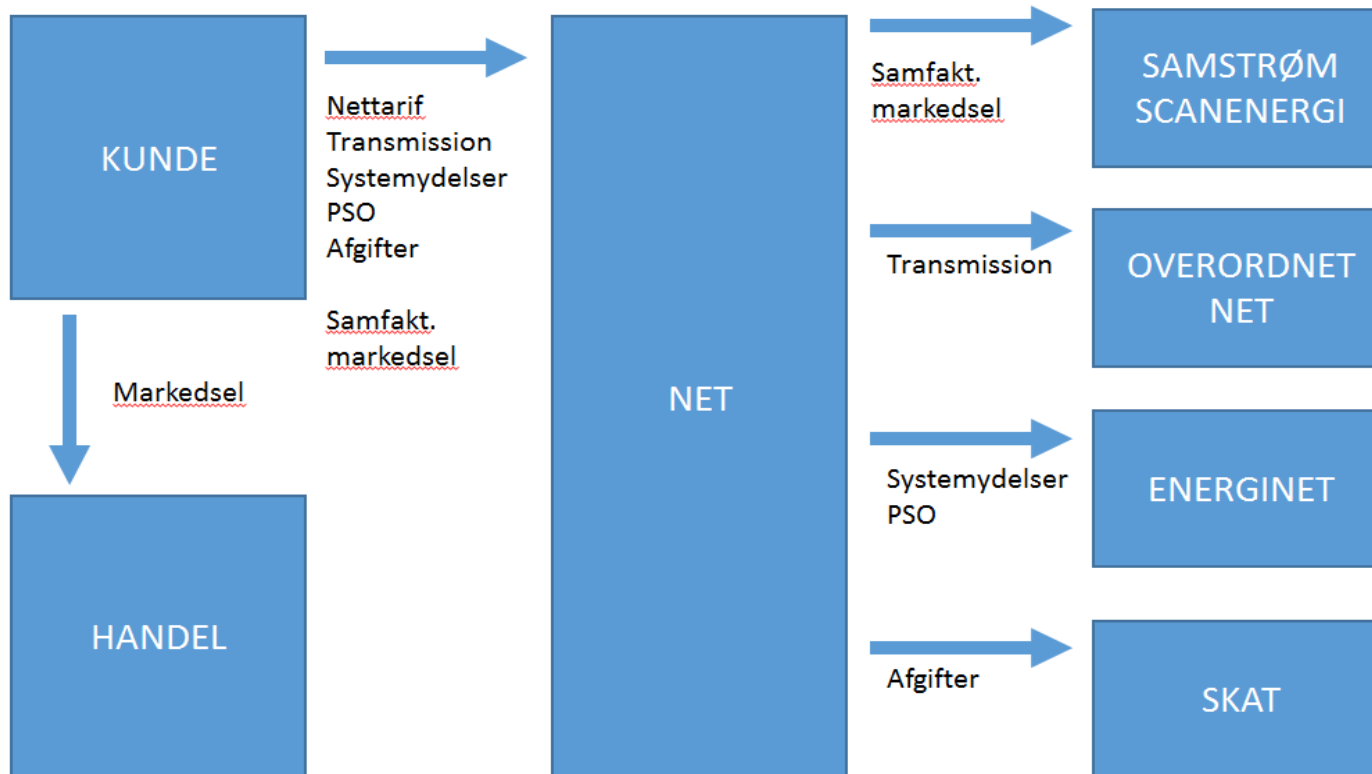 KUNDE
Nettarif
Transmission
Systemydelser
PSO
Afgifter
Samfakt.
markedsel
Markedsel
HANDEL
NET
Samfakt.
markedsel
SAMSTRØM
SCANENERGI
Transmission
OVERORDNET
NET
Systemydelser
PSO
ENERGINET
Afgifter
SKAT